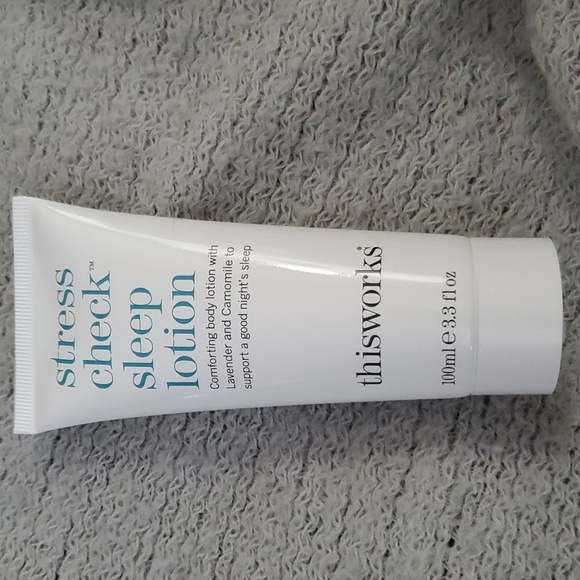 stress
check™
sleep
lotion
Comforting body lotion with
Lavender and Camomile to
support a good night's sleep
thisworks®
100ml ℮ 3.3 fl oz